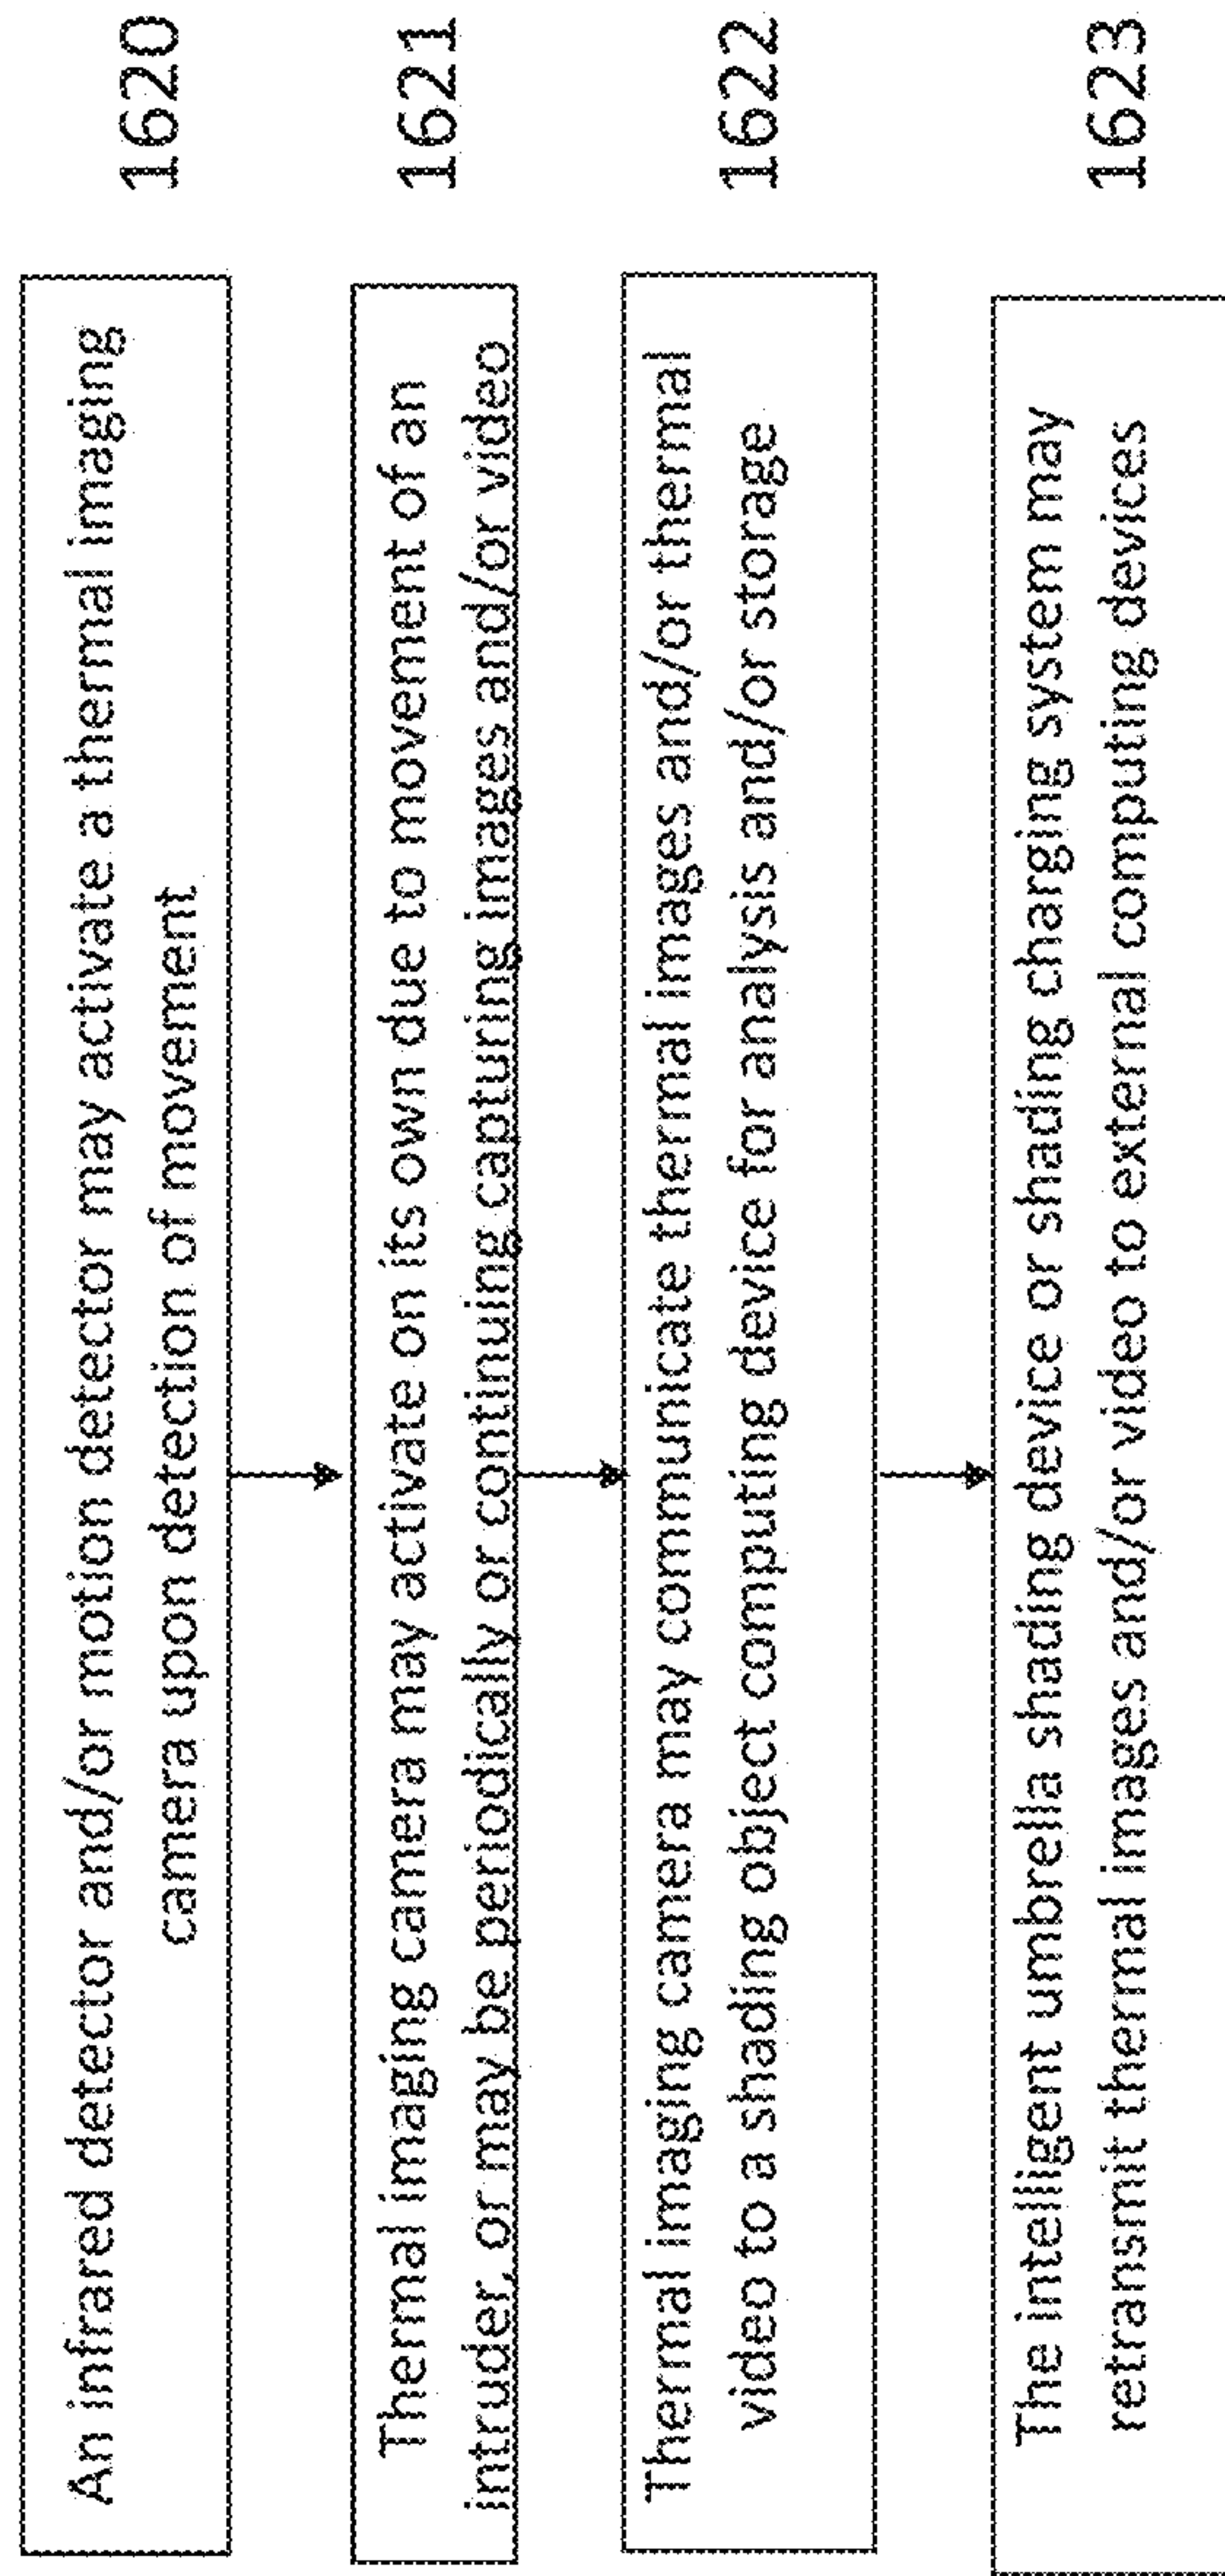 An infrared detector and/or motion detector may activate a thermal imaging
camera upon detection of movement
1620
Thermal imaging camera may activate on its own due to movement of an
intruder, or may be periodically or continuing capturing images and/or video
1621
Thermal imaging camera may communicate thermal images and/or thermal
video to a shading object computing device for analysis and/or storage
1622
The intelligent umbrella shading device or shading charging system may
retransmit thermal images and/or video to external computing devices
1623